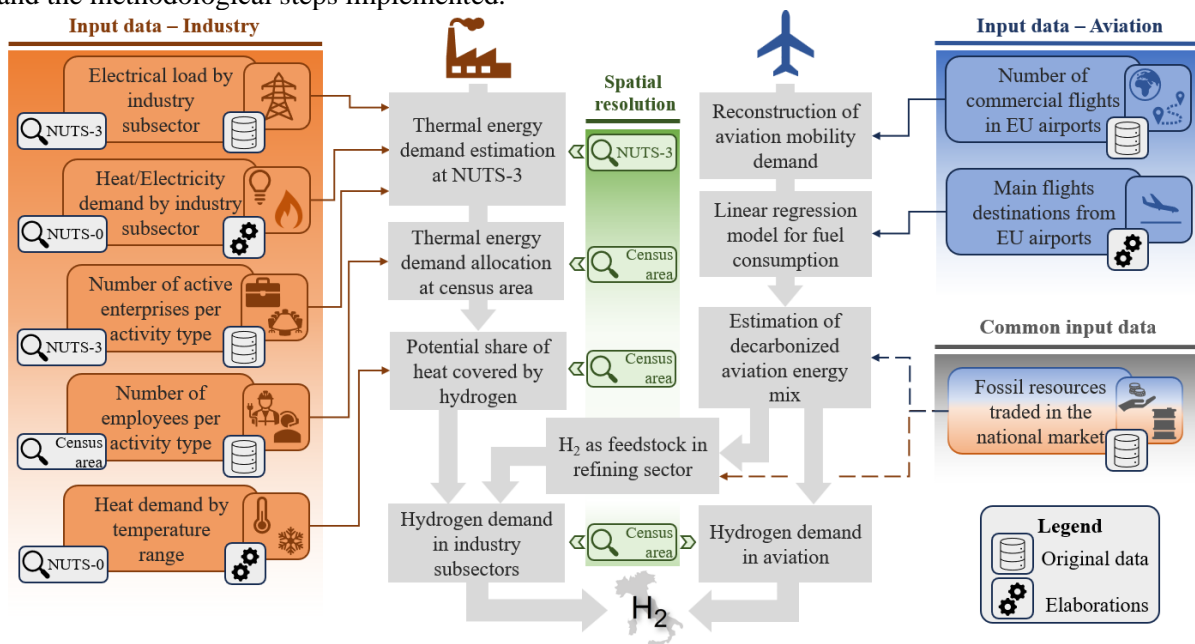 and the methodological steps implemented.
Input data – Industry
Electrical load by
industry
subsector
NUTS-3
Heat/Electricity
demand by industry
subsector
NUTS-0
Number of active
enterprises per
activity type
NUTS-3
Number of
employees per
activity type
Census
area
Heat demand by
temperature
range
NUTS-0
Thermal energy
demand estimation
at NUTS-3
Thermal energy
demand allocation
at census area
Potential share of
heat covered by
hydrogen
H2 as feedstock in
refining sector
Hydrogen demand
in industry
subsectors
Spatial
resolution
NUTS-3
Census
area
Census
area
Census
area
H2
Reconstruction of
aviation mobility
demand
Linear regression
model for fuel
consumption
Estimation of
decarbonized
aviation energy
mix
Hydrogen demand
in aviation
Input data – Aviation
Number of
commercial flights
in EU airports
Main flights
destinations from
EU airports
Common input data
Fossil resources
traded in the
national market
Legend
Original data
Elaborations